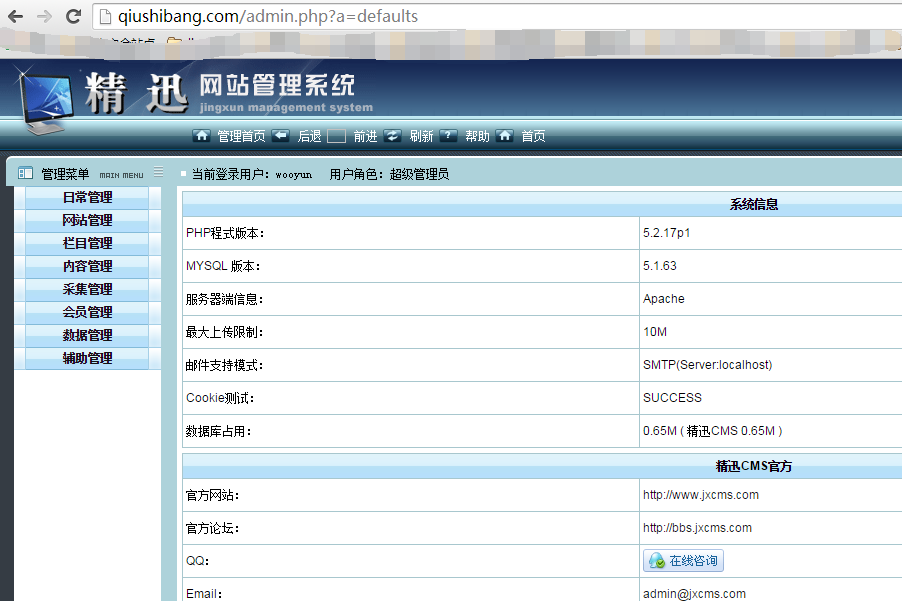 qiushibang.com/admin.php?a=defaults
精迅 网站管理系统
jingxun management system
管理首页 后退 前进 刷新 帮助 首页
管理菜单 MAIN MENU 当前登录用户：wooyun 用户角色：超级管理员
日常管理
网站管理
栏目管理
内容管理
采集管理
会员管理
数据管理
辅助管理
系统信息
PHP程式版本： 5.2.17p1
MYSQL 版本： 5.1.63
服务器端信息： Apache
最大上传限制： 10M
邮件支持模式： SMTP(Server:localhost)
Cookie测试： SUCCESS
数据库占用： 0.65M ( 精迅CMS 0.65M )
精迅CMS官方
官方网站： http://www.jxcms.com
官方论坛： http://bbs.jxcms.com
QQ： 在线咨询
Email： admin@jxcms.com